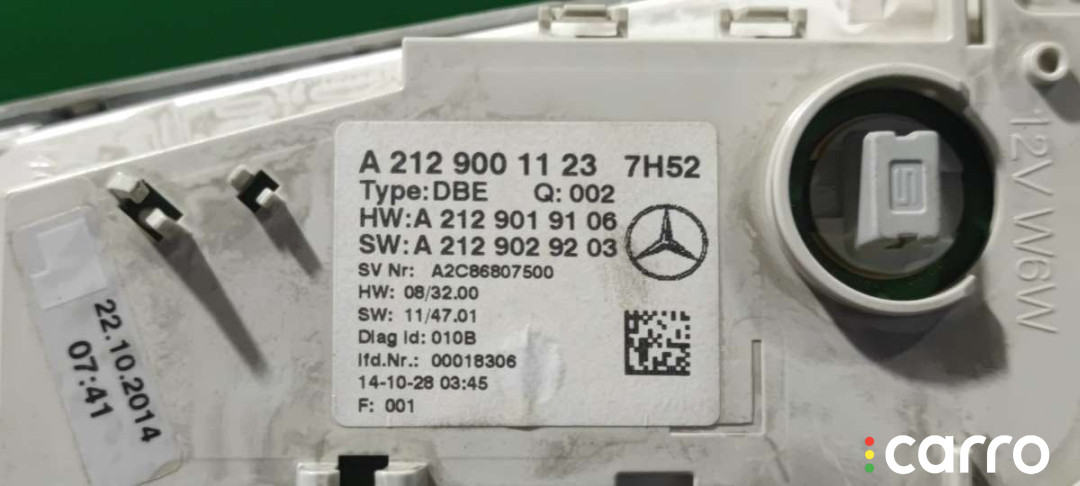 A 212 900 11 23 7H52
Type: DBE Q: 002
HW: A 212 901 91 06
SW: A 212 902 92 03
SV Nr: A2C86807500
HW: 08/32.00
SW: 11/47.01
Diag Id: 010B
lfd.Nr.: 00018306
14-10-28 03:45
F: 001
22.10.2014
07:41
12V W6W
carro